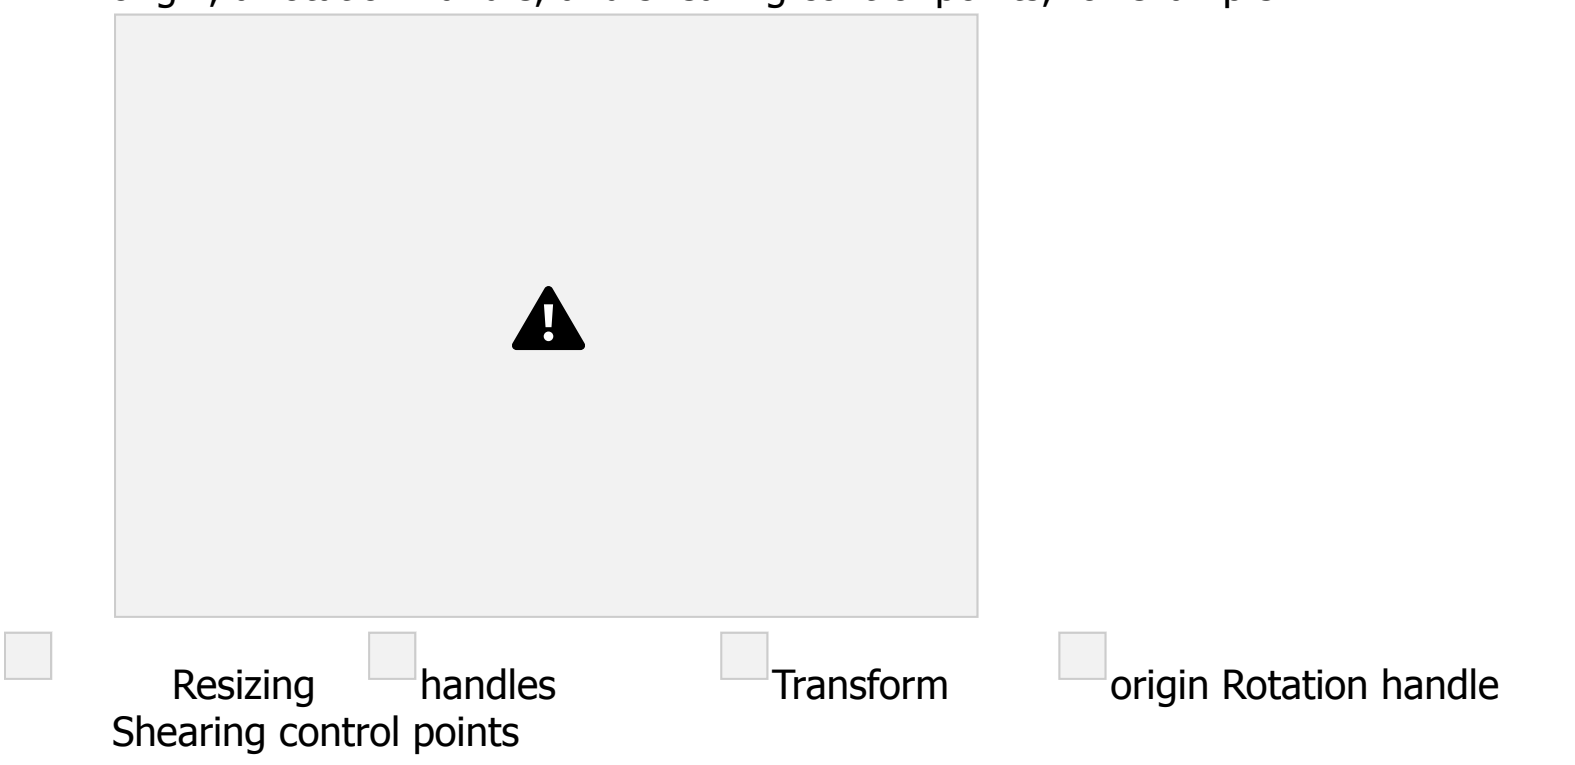 Resizing handles Transform origin Rotation handle
Shearing control points